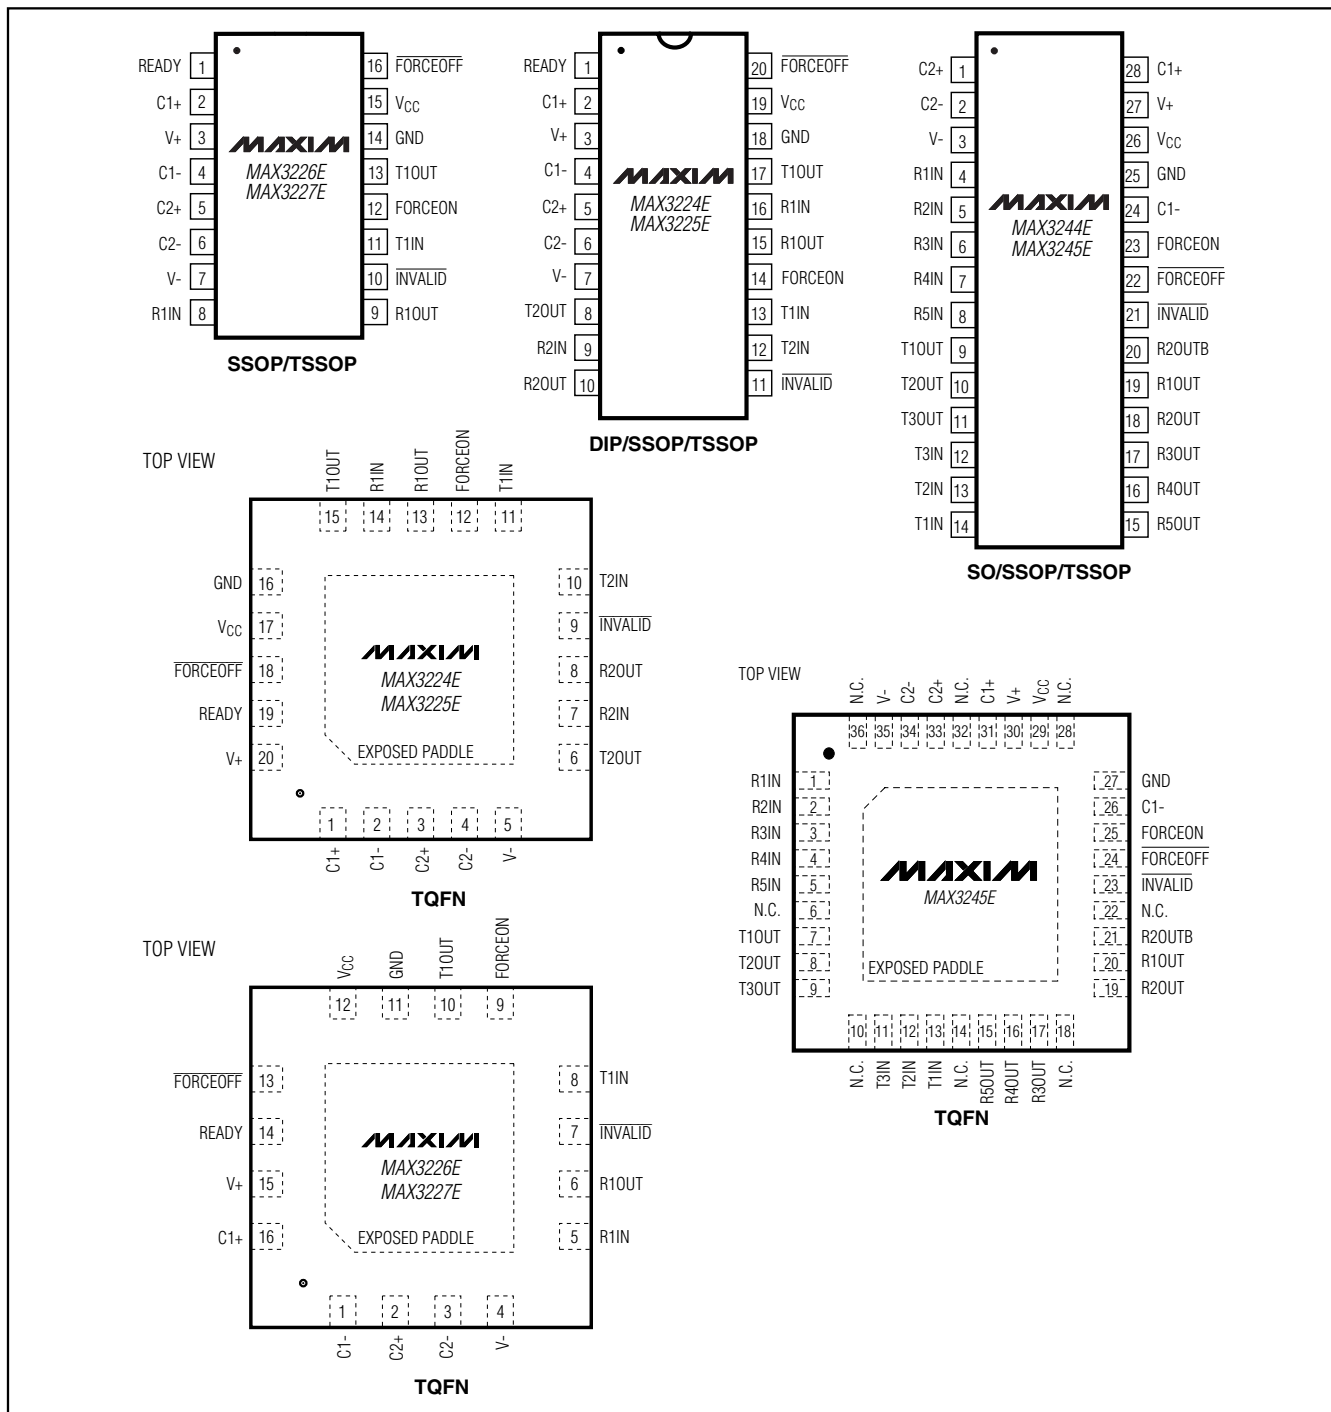 READY 1 16 FORCEOFF
C1+ 2 15 VCC
V+ 3 14 GND
C1- 4 13 T1OUT
C2+ 5 12 FORCEON
C2- 6 11 T1IN
V- 7 10 INVALID
R1IN 8 9 R1OUT
MAXIM
MAX3226E
MAX3227E
SSOP/TSSOP
READY 1 20 FORCEOFF
C1+ 2 19 VCC
V+ 3 18 GND
C1- 4 17 T1OUT
C2+ 5 16 R1IN
C2- 6 15 R1OUT
V- 7 14 FORCEON
T2OUT 8 13 T1IN
R2IN 9 12 T2IN
R2OUT 10 11 INVALID
MAXIM
MAX3224E
MAX3225E
DIP/SSOP/TSSOP
C2+ 1 28 C1+
C2- 2 27 V+
V- 3 26 VCC
R1IN 4 25 GND
R2IN 5 24 C1-
R3IN 6 23 FORCEON
R4IN 7 22 FORCEOFF
R5IN 8 21 INVALID
T1OUT 9 20 R2OUTB
T2OUT 10 19 R1OUT
T3OUT 11 18 R2OUT
T3IN 12 17 R3OUT
T2IN 13 16 R4OUT
T1IN 14 15 R5OUT
MAXIM
MAX3244E
MAX3245E
SO/SSOP/TSSOP
TOP VIEW
T1OUT R1IN R1OUT FORCEON T1IN
15 14 13 12 11
GND 16 10 T2IN
VCC 17 9 INVALID
FORCEOFF 18 8 R2OUT
READY 19 7 R2IN
V+ 20 6 T2OUT
MAXIM
MAX3224E
MAX3225E
EXPOSED PADDLE
1 2 3 4 5
C1+ C1- C2+ C2- V-
TQFN
TOP VIEW
N.C. V- C2- C2+ N.C. C1+ V+ VCC N.C.
36 35 34 33 32 31 30 29 28
R1IN 1 27 GND
R2IN 2 26 C1-
R3IN 3 25 FORCEON
R4IN 4 24 FORCEOFF
R5IN 5 23 INVALID
N.C. 6 22 N.C.
T1OUT 7 21 R2OUTB
T2OUT 8 20 R1OUT
T3OUT 9 19 R2OUT
MAXIM
MAX3245E
EXPOSED PADDLE
10 11 12 13 14 15 16 17 18
N.C. T3IN T2IN T1IN N.C. R5OUT R4OUT R3OUT N.C.
TQFN
TOP VIEW
VCC GND T1OUT FORCEON
12 11 10 9
FORCEOFF 13 8 T1IN
READY 14 7 INVALID
V+ 15 6 R1OUT
C1+ 16 5 R1IN
MAXIM
MAX3226E
MAX3227E
EXPOSED PADDLE
1 2 3 4
C1- C2+ C2- V-
TQFN